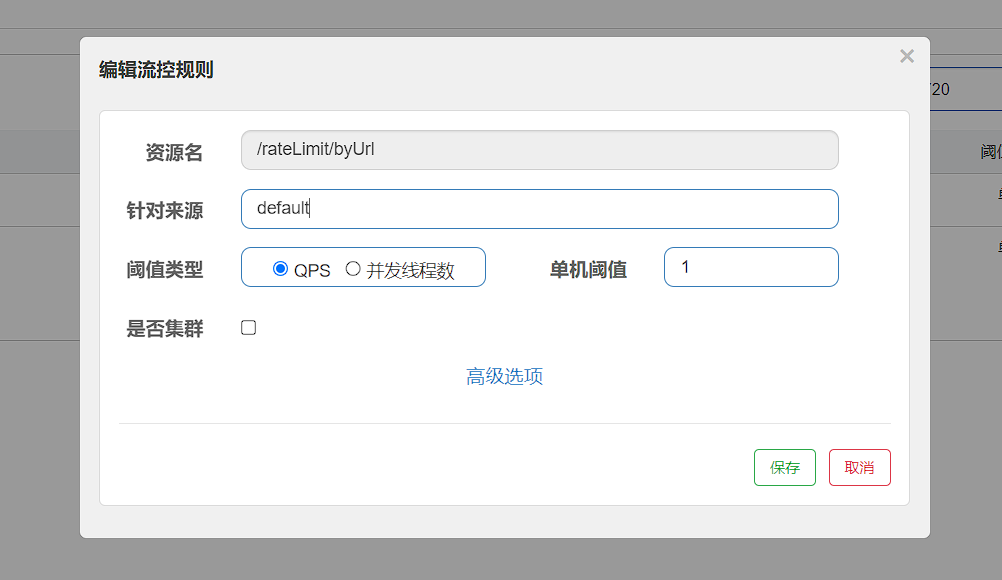 编辑流控规则
×
720
阈值
资源名 /rateLimit/byUrl
针对来源 default
阈值类型 QPS 并发线程数 单机阈值 1
是否集群
高级选项
保存 取消